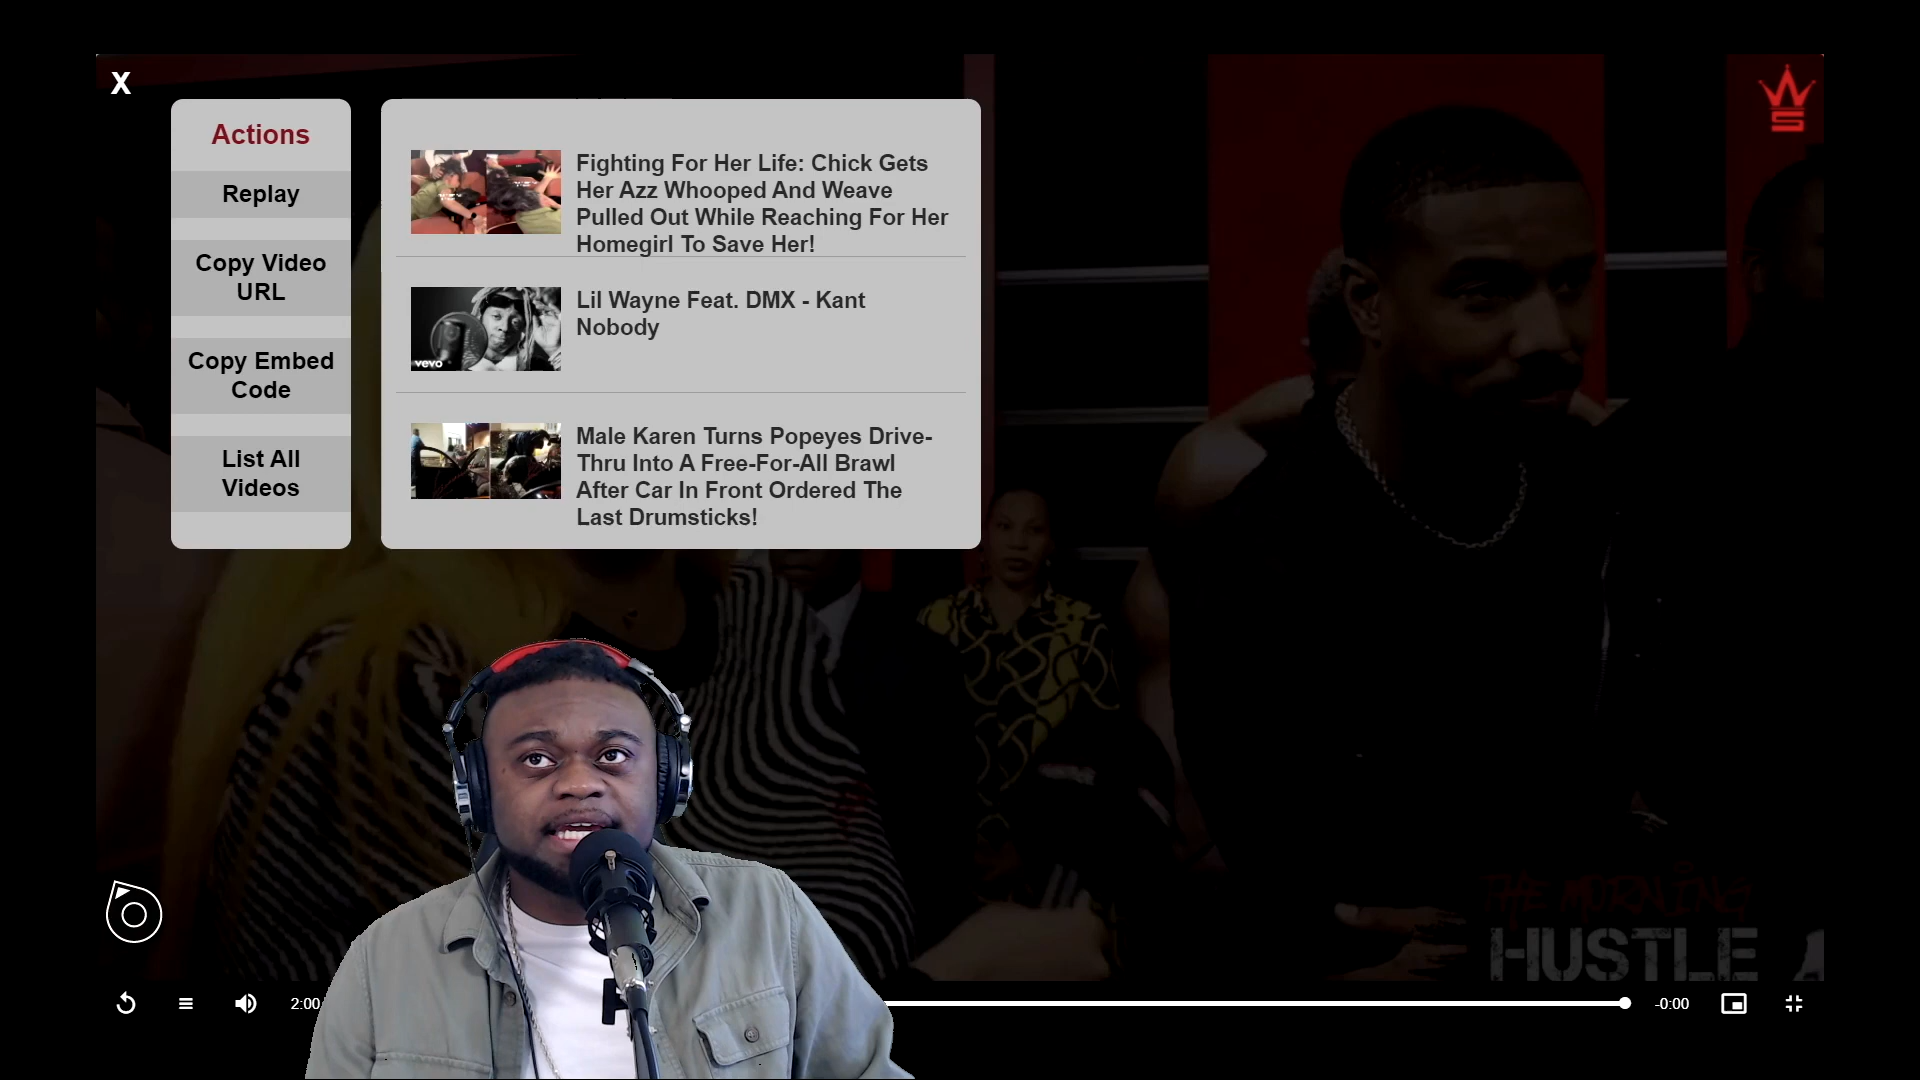 X
Actions
Replay
Copy Video
URL
Copy Embed
Code
List All
Videos
Fighting For Her Life: Chick Gets
Her Azz Whooped And Weave
Pulled Out While Reaching For Her
Homegirl To Save Her!
Lil Wayne Feat. DMX - Kant
Nobody
vevo
Male Karen Turns Popeyes Drive-
Thru Into A Free-For-All Brawl
After Car In Front Ordered The
Last Drumsticks!
WS
THE MORNING
HUSTLE
2:00
-0:00